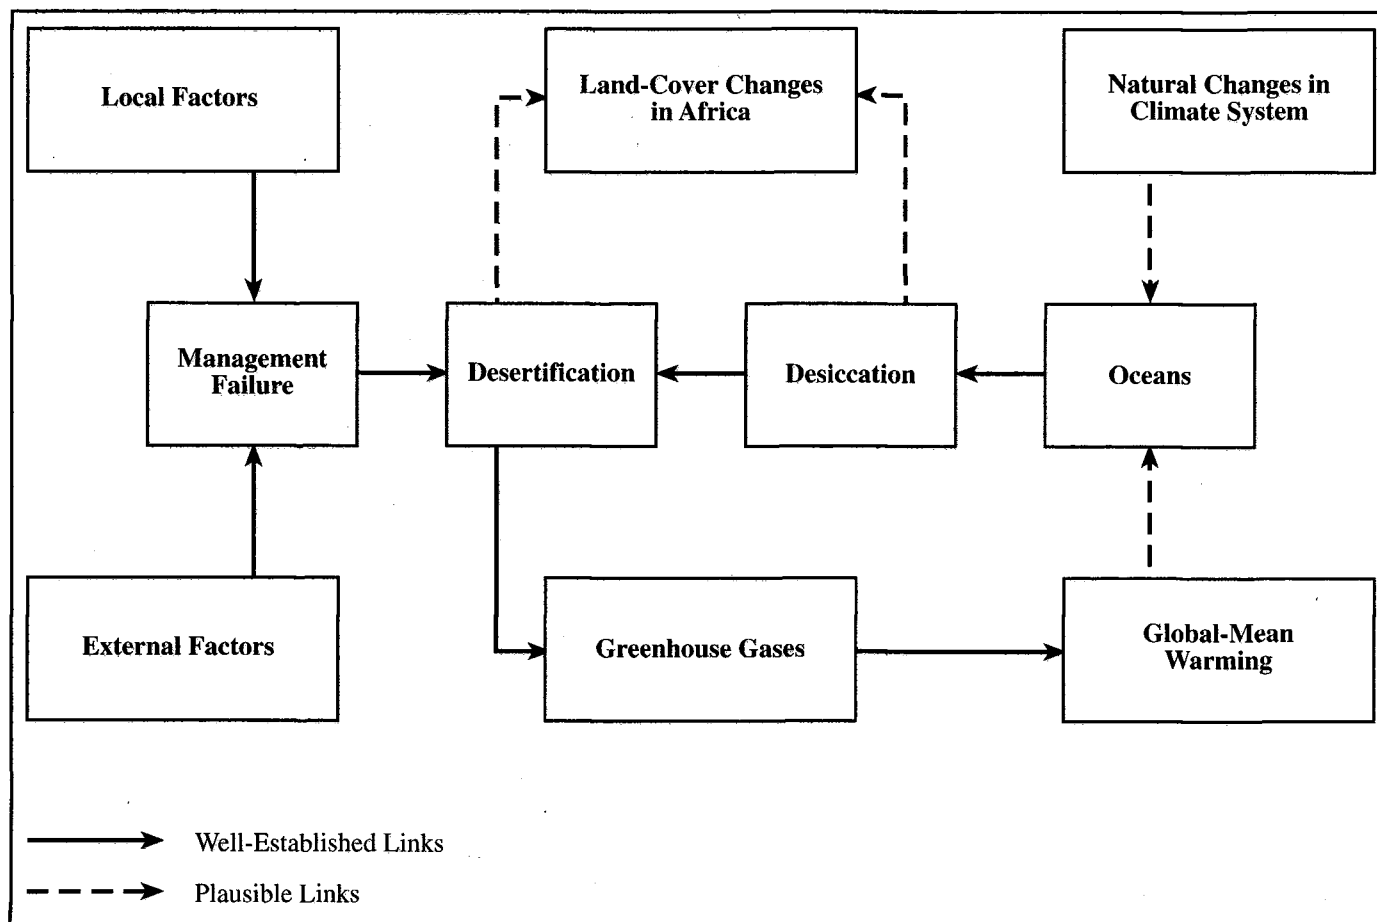 Local Factors
Land-Cover Changes
in Africa
Natural Changes in
Climate System
Management
Failure
Desertification
Desiccation
Oceans
External Factors
Greenhouse Gases
Global-Mean
Warming
Well-Established Links
Plausible Links